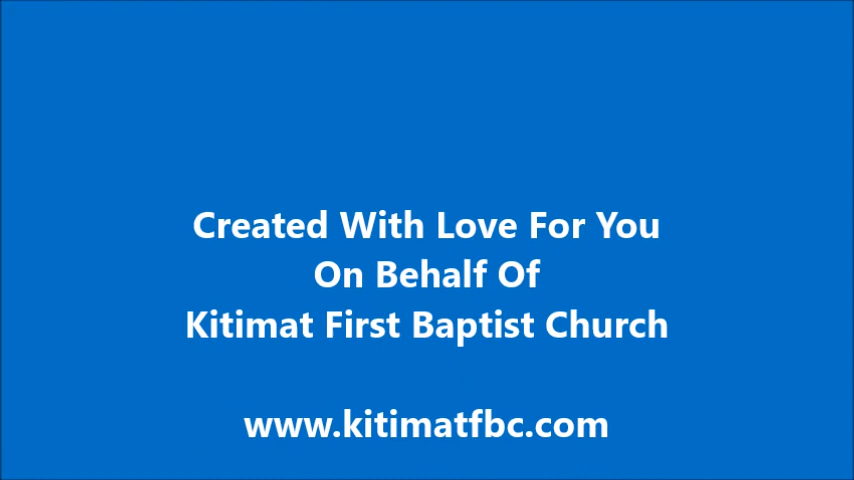 Created With Love For You
On Behalf Of
Kitimat First Baptist Church
www.kitimatfbc.com